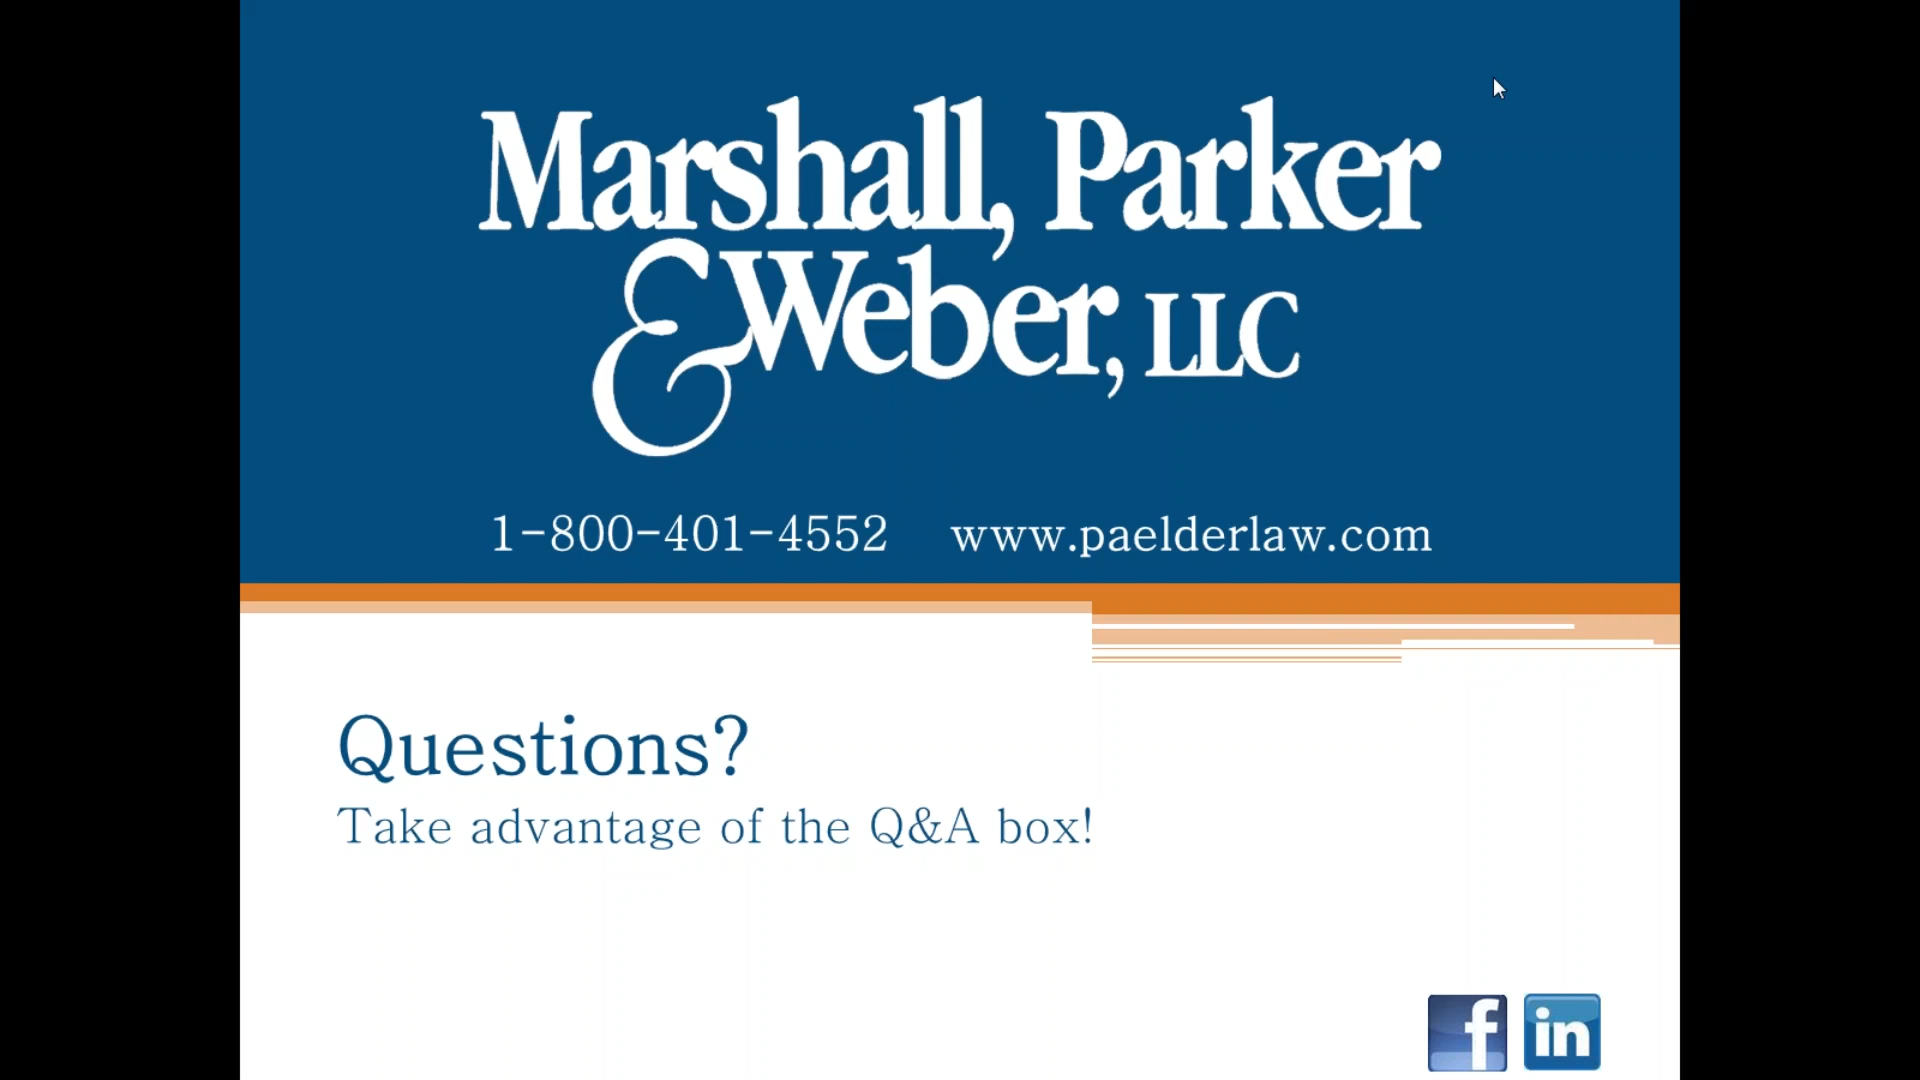 Marshall, Parker
& Weber, LLC
1-800-401-4552 www.paelderlaw.com
Questions?
Take advantage of the Q&A box!
f in